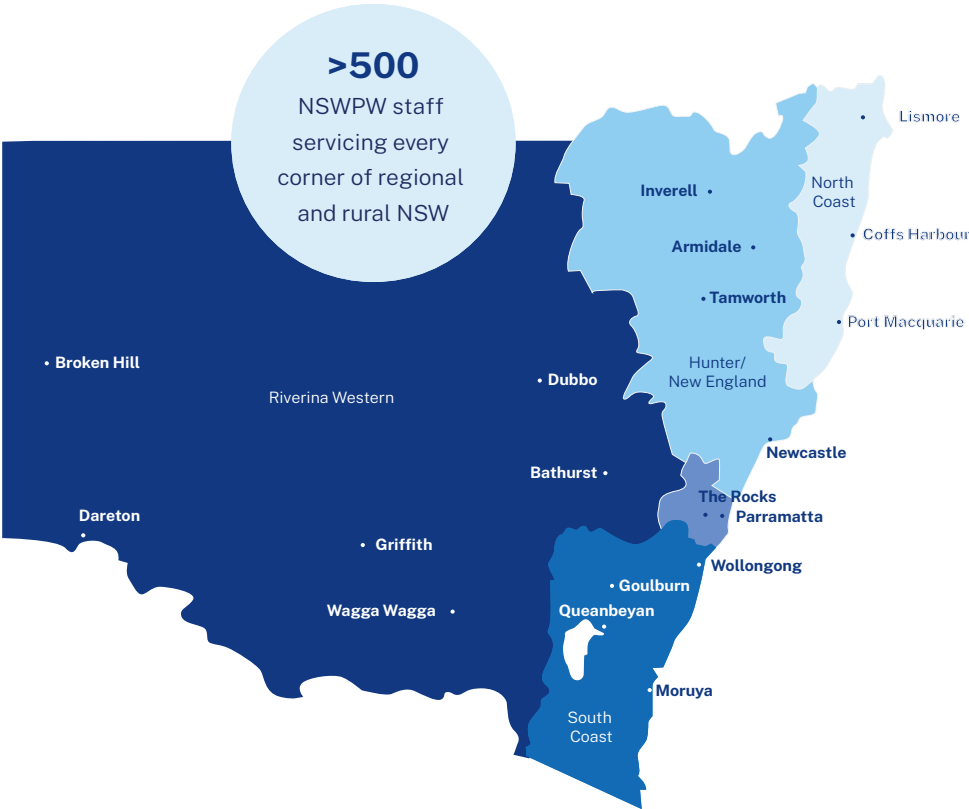 >500
NSWPW staff
servicing every
corner of regional
and rural NSW
Lismore
North
Coast
Inverell
Coffs Harbour
Armidale
Tamworth
Port Macquarie
Broken Hill
Hunter/
New England
Dubbo
Riverina Western
Newcastle
Bathurst
The Rocks
Dareton
Parramatta
Griffith
Wollongong
Goulburn
Wagga Wagga
Queanbeyan
Moruya
South
Coast